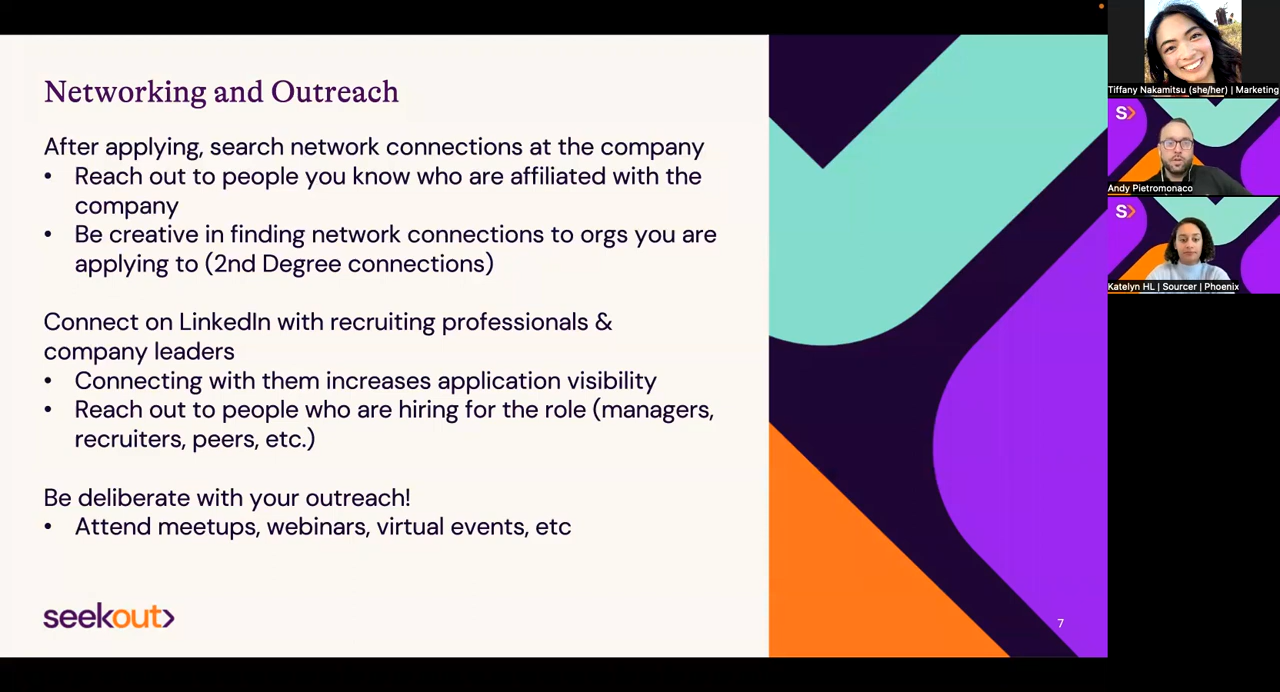 Networking and Outreach
After applying, search network connections at the company
• Reach out to people you know who are affiliated with the
company
• Be creative in finding network connections to orgs you are
applying to (2nd Degree connections)
Connect on LinkedIn with recruiting professionals &
company leaders
• Connecting with them increases application visibility
• Reach out to people who are hiring for the role (managers,
recruiters, peers, etc.)
Be deliberate with your outreach!
• Attend meetups, webinars, virtual events, etc
seekout>
7
Tiffany Nakamitsu (she/her) | Marketing
S>
Andy Pietromonaco
S>
Katelyn HL | Sourcer | Phoenix